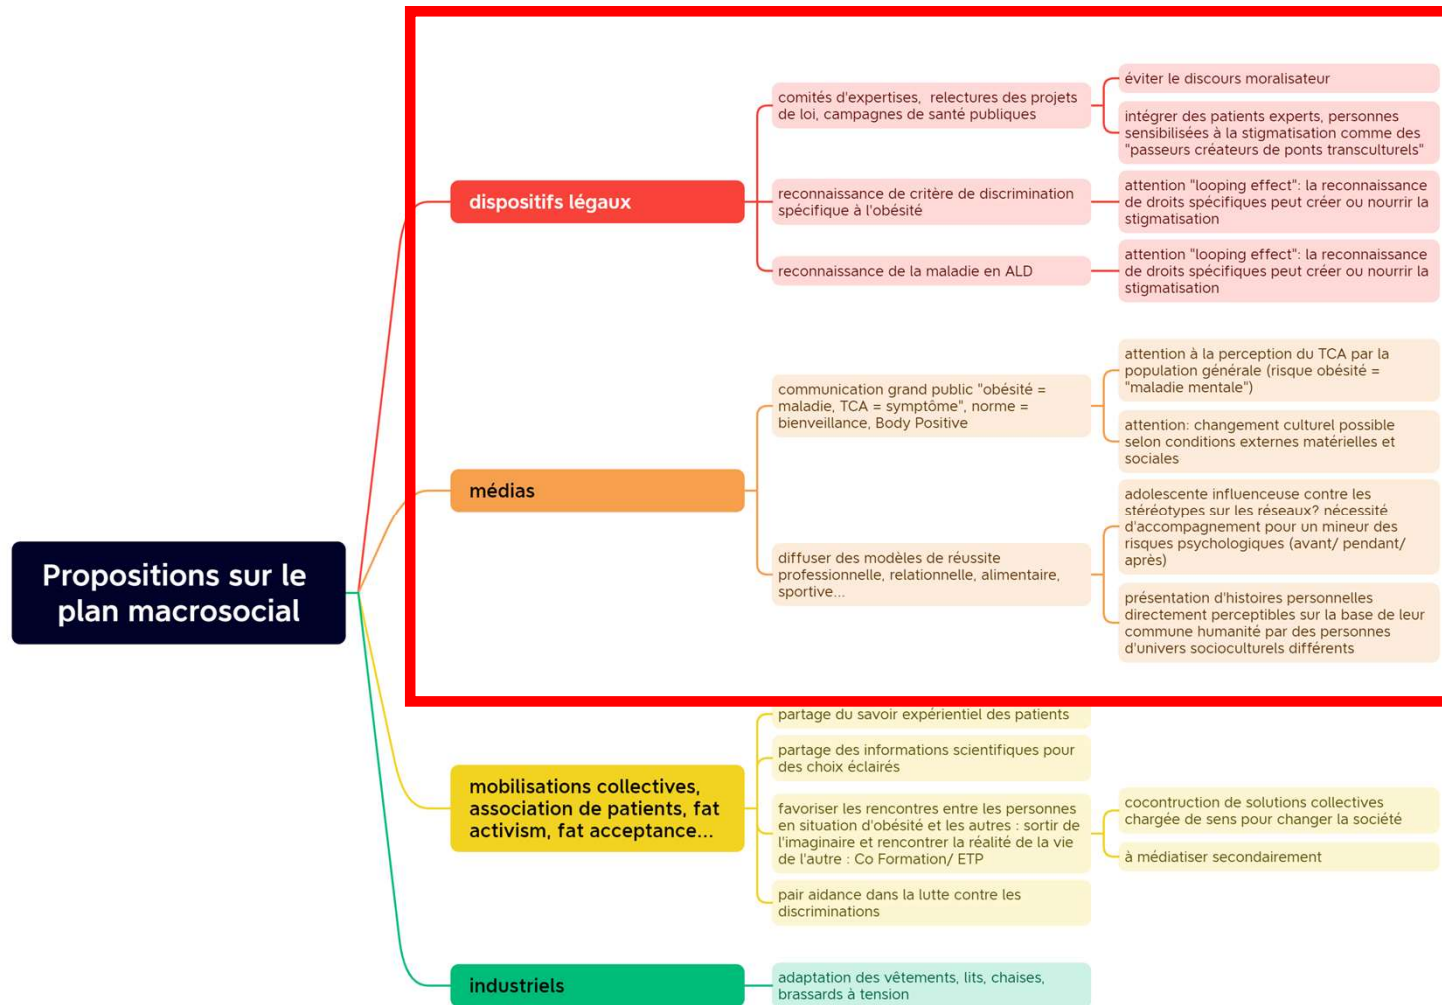 Propositions sur le
plan macrosocial
dispositifs légaux
comités d'expertises, relectures des projets
de loi, campagnes de santé publiques
éviter le discours moralisateur
intégrer des patients experts, personnes
sensibilisées à la stigmatisation comme des
"passeurs créateurs de ponts transculturels"
reconnaissance de critère de discrimination
spécifique à l'obésité
attention "looping effect": la reconnaissance
de droits spécifiques peut créer ou nourrir la
stigmatisation
reconnaissance de la maladie en ALD
attention "looping effect": la reconnaissance
de droits spécifiques peut créer ou nourrir la
stigmatisation
médias
communication grand public "obésité =
maladie, TCA = symptôme", norme =
bienveillance, Body Positive
attention à la perception du TCA par la
population générale (risque obésité =
"maladie mentale")
attention: changement culturel possible
selon conditions externes matérielles et
sociales
diffuser des modèles de réussite
professionnelle, relationnelle, alimentaire,
sportive...
adolescente influenceuse contre les
stéréotypes sur les réseaux? nécessité
d'accompagnement pour un mineur des
risques psychologiques (avant/ pendant/
après)
présentation d'histoires personnelles
directement perceptibles sur la base de leur
commune humanité par des personnes
d'univers socioculturels différents
mobilisations collectives,
association de patients, fat
activism, fat acceptance...
partage du savoir expérientiel des patients
partage des informations scientifiques pour
des choix éclairés
favoriser les rencontres entre les personnes
en situation d'obésité et les autres : sortir de
l'imaginaire et rencontrer la réalité de la vie
de l'autre : Co Formation/ ETP
cocontruction de solutions collectives
chargée de sens pour changer la société
à médiatiser secondairement
pair aidance dans la lutte contre les
discriminations
industriels
adaptation des vêtements, lits, chaises,
brassards à tension